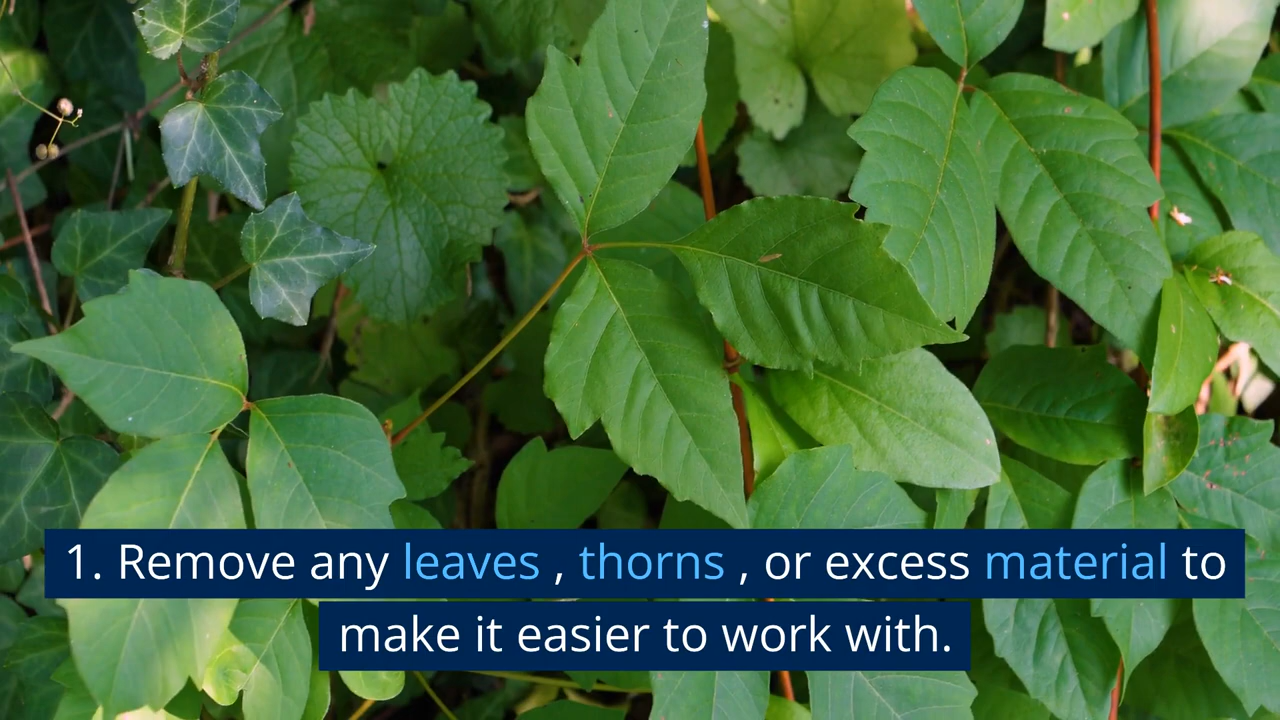 1. Remove any leaves , thorns , or excess material to
make it easier to work with.